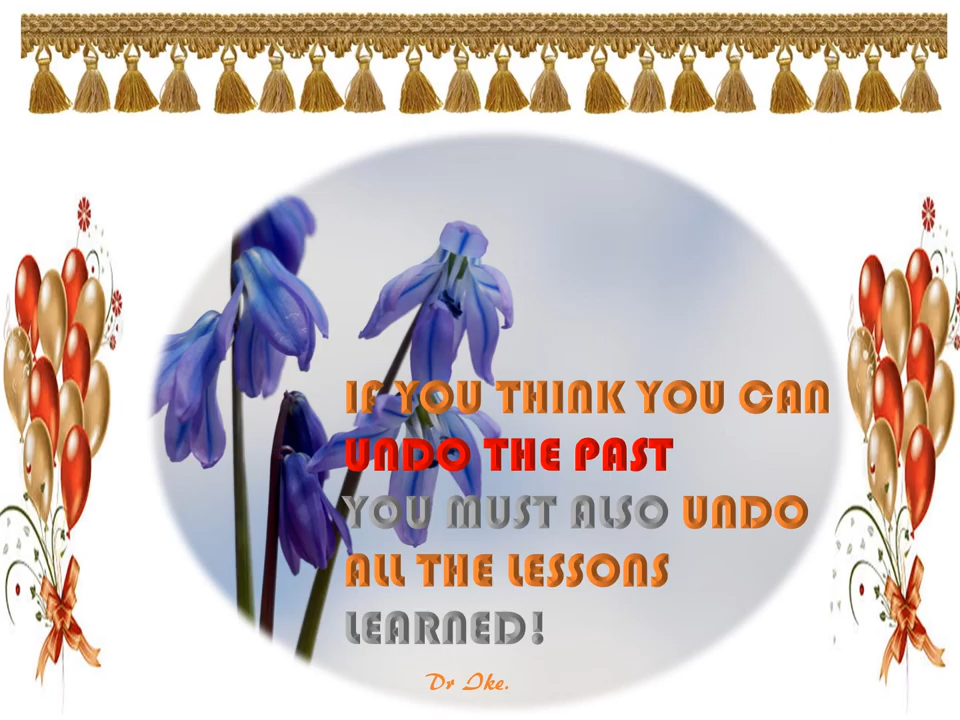 IF YOU THINK YOU CAN
UNDO THE PAST
YOU MUST ALSO UNDO
ALL THE LESSONS
LEARNED!
Dr Ike.